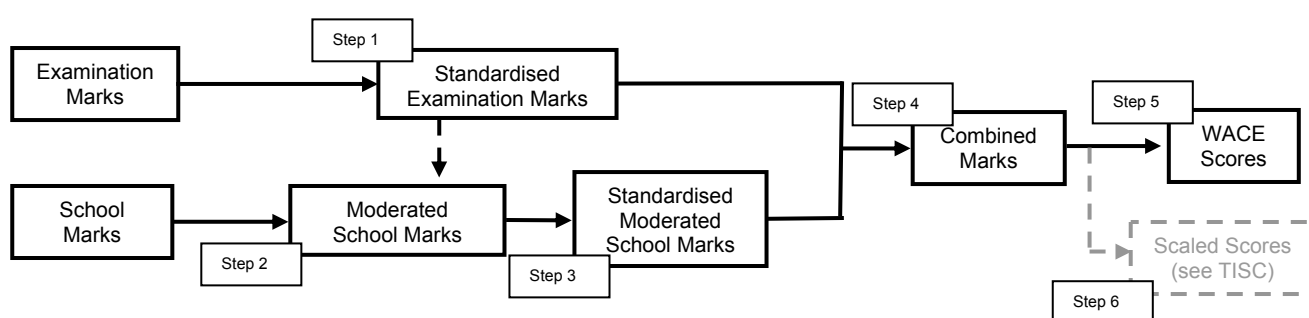 Step 1
Examination
Marks
Standardised
Examination Marks
Step 4
Combined
Marks
Step 5
WACE
Scores
School
Marks
Step 2
Moderated
School Marks
Step 3
Standardised
Moderated
School Marks
Scaled Scores
(see TISC)
Step 6